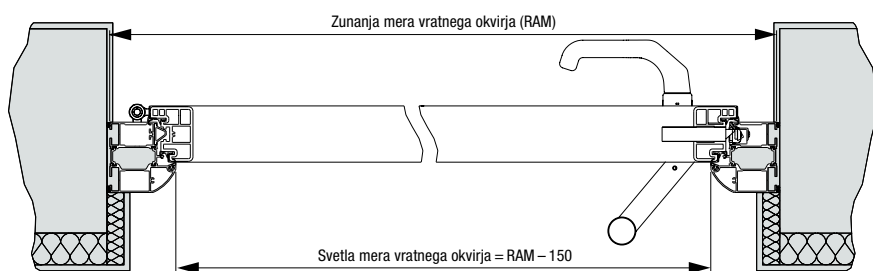 Zunanja mera vratnega okvirja (RAM)
Svetla mera vratnega okvirja = RAM – 150